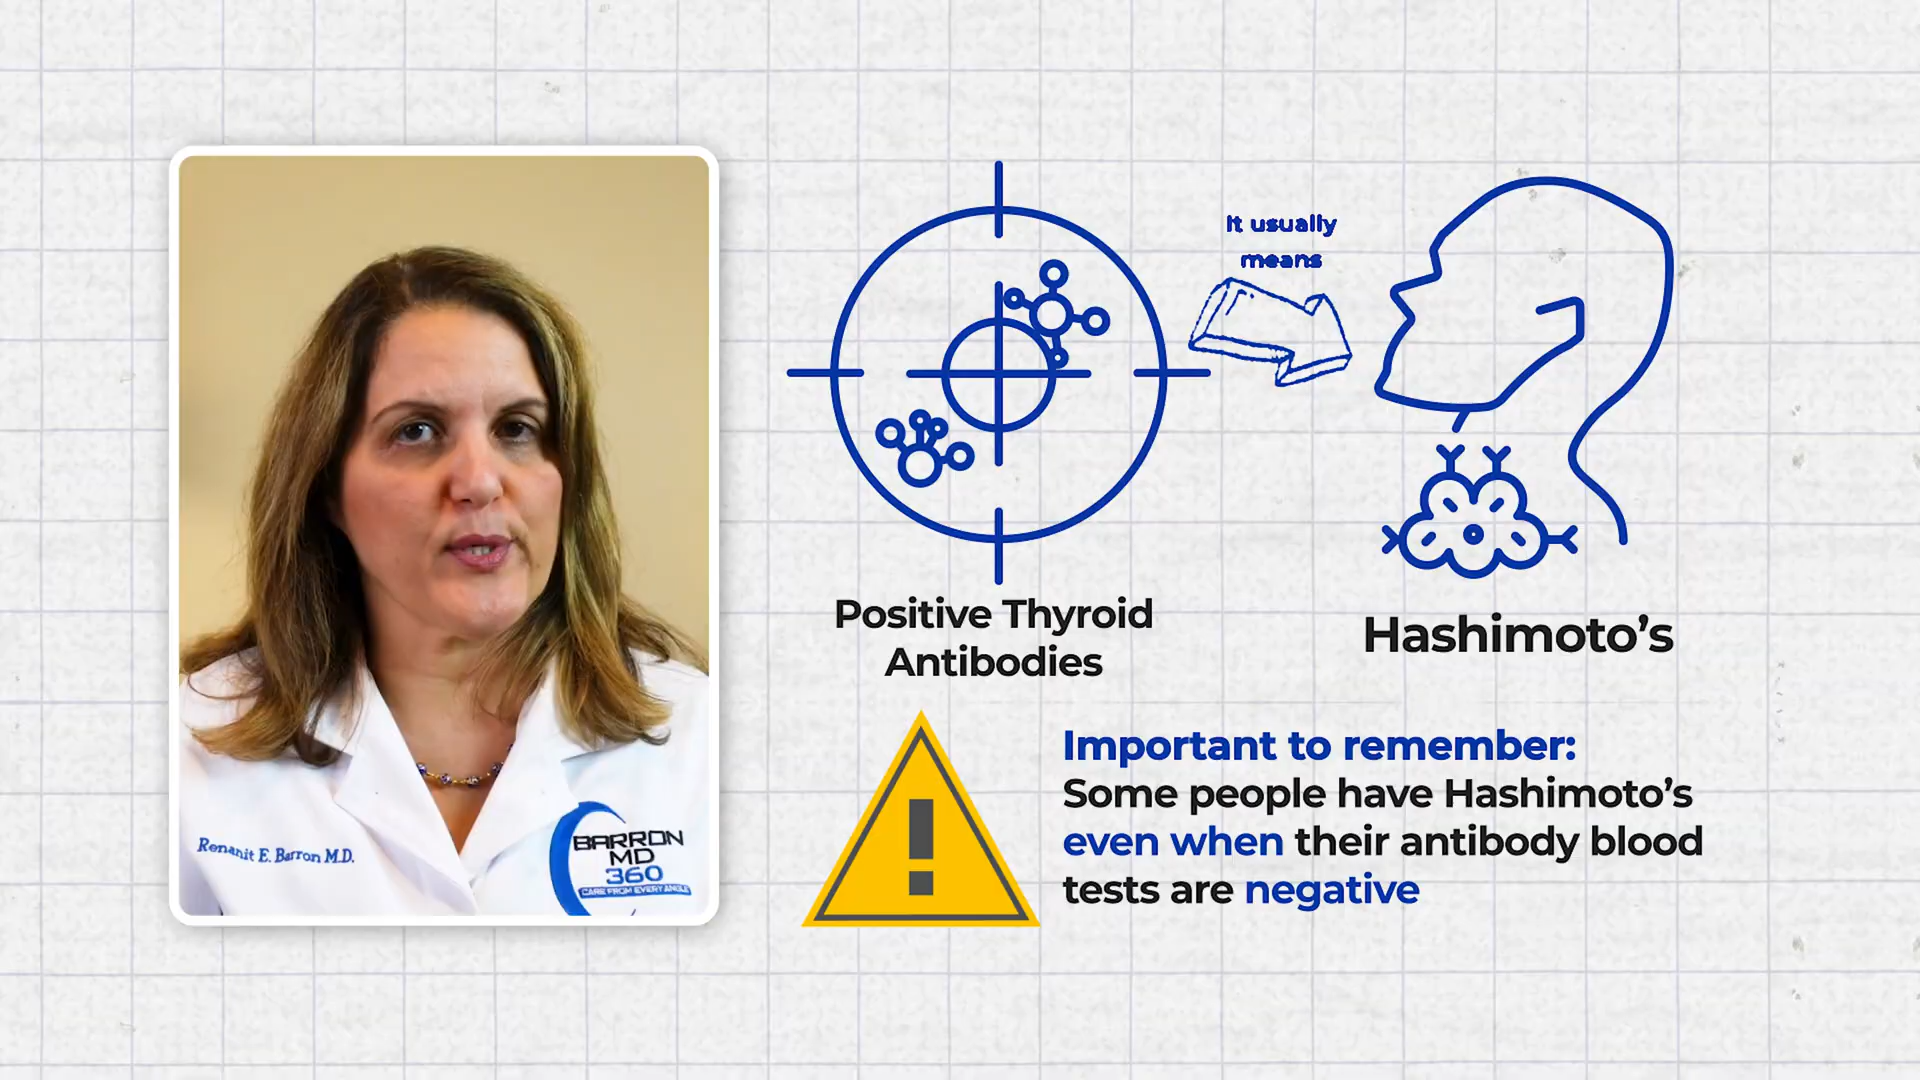 Renanit E. Barron M.D.
BARRON
MD
360
CARE FROM EVERY ANGLE
It usually
means
Positive Thyroid
Antibodies
Hashimoto’s
Important to remember:
Some people have Hashimoto’s
even when their antibody blood
tests are negative